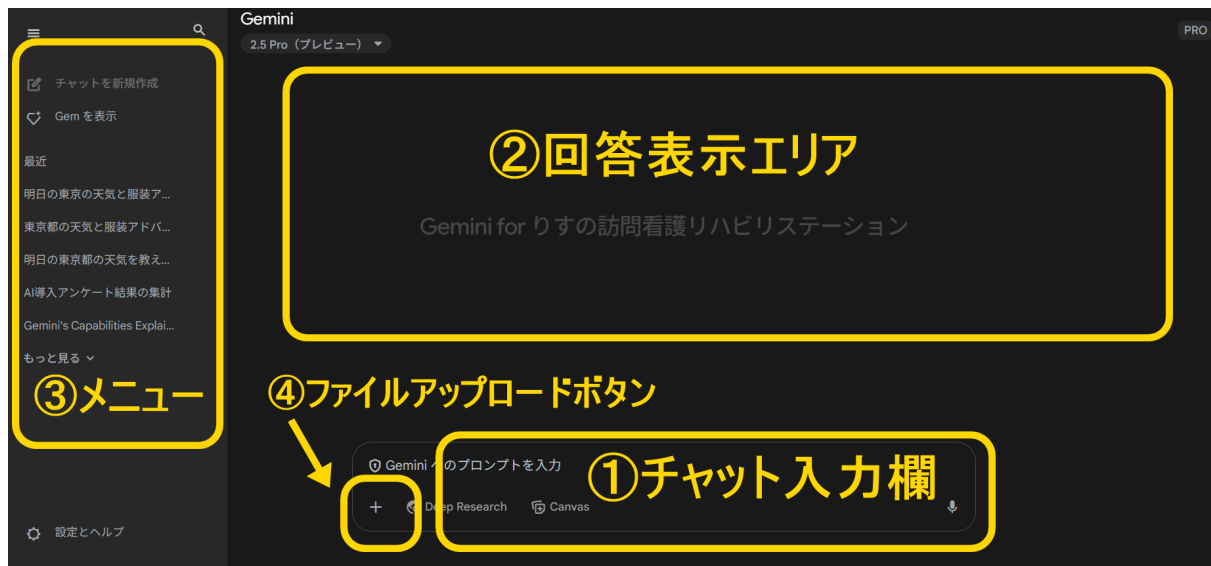 Gemini
2.5 Pro（プレビュー）
PRO
チャットを新規作成
Gem を表示
最近
明日の東京の天気と服装ア...
東京都の天気と服装アドバ...
明日の東京都の天気を教え...
AI導入アンケート結果の集計
Gemini's Capabilities Explai...
もっと見る
③メニュー
設定とヘルプ
②回答表示エリア
Gemini for りすの訪問看護リハビリステーション
④ファイルアップロードボタン
Gemini へのプロンプトを入力
①チャット入力欄
Deep Research
Canvas